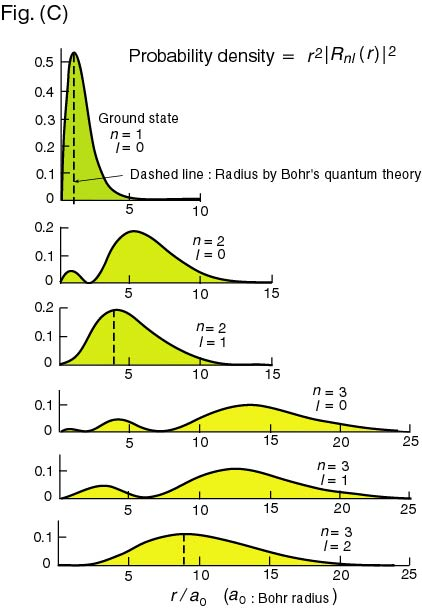 Fig. (C)
Probability density = r²|Rnl(r)|²
0.5
0.4
0.3
0.2
0.1
0
Ground state
n = 1
l = 0
Dashed line : Radius by Bohr's quantum theory
5 10
0.2
0.1
0
n = 2
l = 0
5 10 15
0.2
0.1
0
n = 2
l = 1
5 10 15
0.1
0
n = 3
l = 0
5 10 15 20 25
0.1
0
n = 3
l = 1
5 10 15 20 25
0.1
0
n = 3
l = 2
5 10 15 20 25
r / a0 (a0 : Bohr radius )